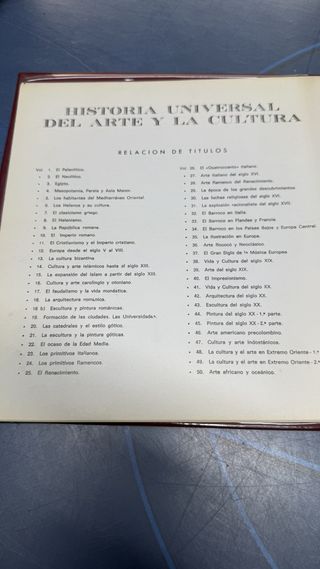 HISTORIA UNIVERSAL
DEL ARTE Y LA CULTURA
RELACION DE TITULOS
Vol. 1. El Paleolítico.
2. El Neolítico.
3. Egipto.
4. Mesopotamia, Persia y Asia Menor.
5. Los habitantes del Mediterráneo Oriental
6. Los Helenos y su cultura.
7. El clasicismo griego.
8. El Helenismo.
9. La República romana.
10. El Imperio romano.
11. El Cristianismo y el Imperio cristiano.
12. Europa desde el siglo V al VIII.
13. La cultura bizantina
14. Cultura y arte islámicos hasta el siglo XIII.
15. La expansión del Islam a partir del siglo XIII.
16. Cultura y arte carolingio y otoniano
17. El feudalismo y la vida monástica.
18. La arquitectura románica.
18 b) Escultura y pintura románicas.
19. Formación de las ciudades. Las Universidades.
20. Las catedrales y el estilo gótico.
21. La escultura y la pintura góticas.
22. El ocaso de la Edad Media.
23. Los primitivos italianos.
24. Los primitivos flamencos.
25. El Renacimiento.
Vol. 26. El «Quattrocento» italiano.
27. Arte italiano del siglo XVI.
28. Arte flamenco del Renacimiento.
29. La época de los grandes descubrimientos
30. Las luchas religiosas del siglo XVI.
31. La explosión racionalista del siglo XVII.
32. El Barroco en Italia.
33. El Barroco en Flandes y Francia.
34. El Barroco en los Países Bajos y Europa Central.
35. La Ilustración en Europa.
36. Arte Rococó y Neoclásico.
37. El Gran Siglo de la Música Europea
38. Vida y Cultura del siglo XIX.
39. Arte del siglo XIX.
40. El Impresionismo.
41. Vida y Cultura del siglo XX.
42. Arquitectura del siglo XX.
43. Escultura del siglo XX.
44. Pintura del siglo XX - 1.ª parte.
45. Pintura del siglo XX - 2.ª parte.
46. Arte americano precolombino.
47. Cultura y arte Indostánicos.
48. La cultura y el arte en Extremo Oriente - 1.ª
49. La cultura y el arte en Extremo Oriente - 2.ª
50. Arte africano y oceánico.